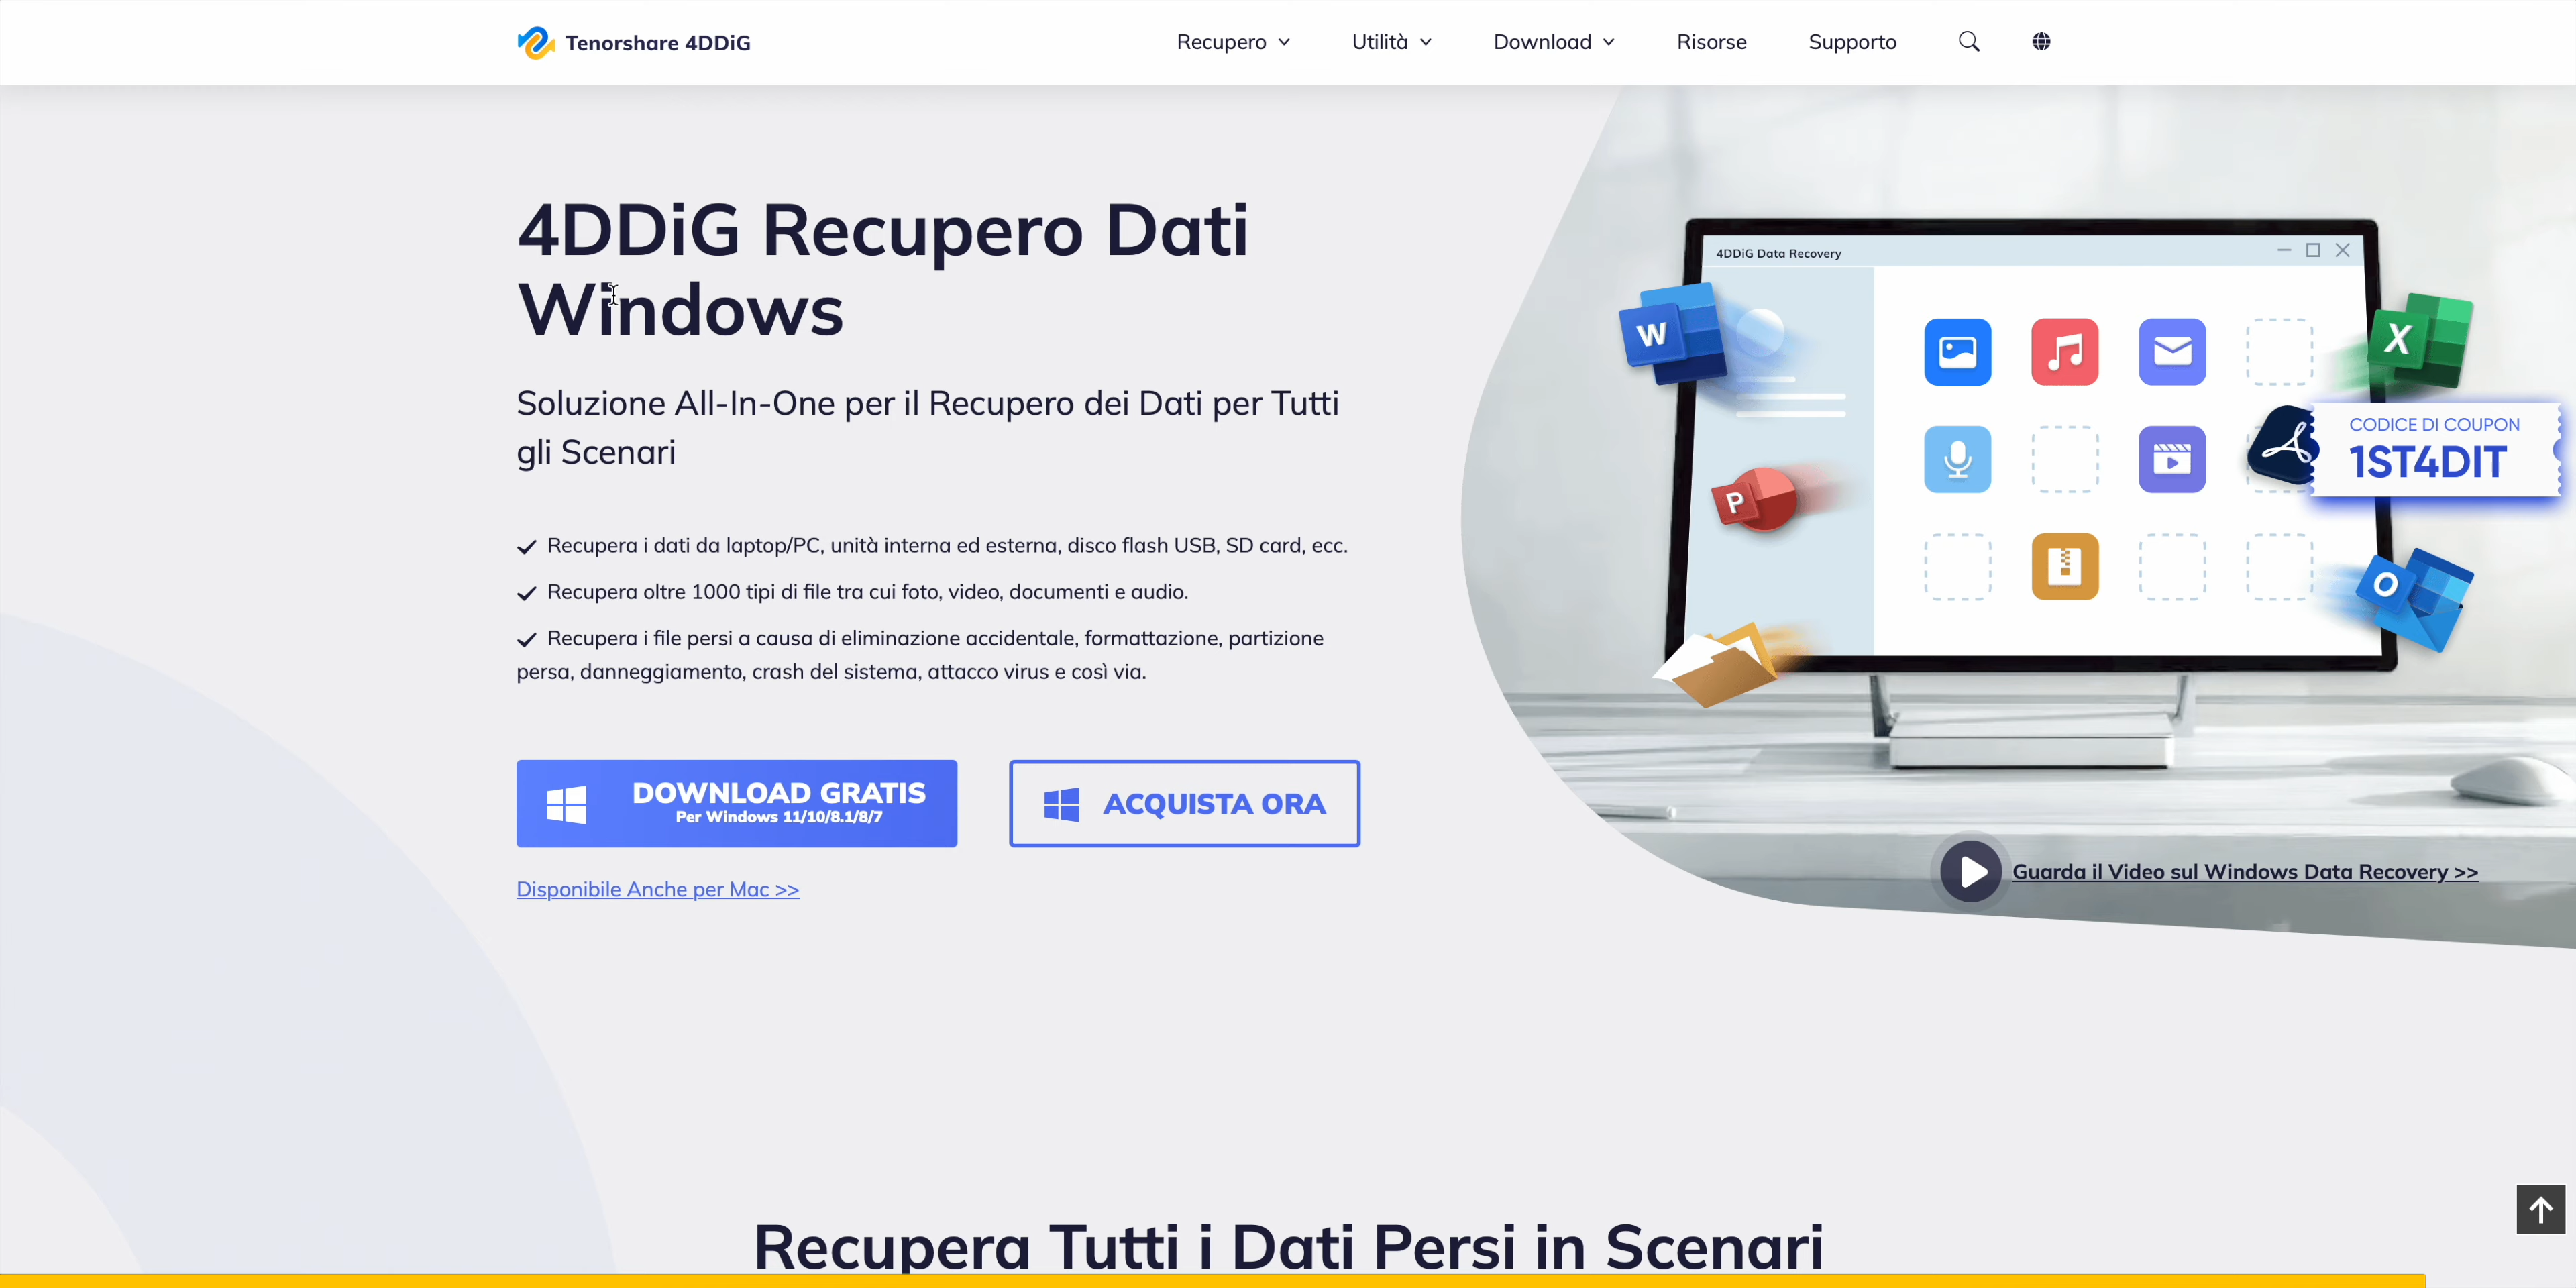 Tenorshare 4DDiG
Recupero
Utilità
Download
Risorse
Supporto
4DDiG Recupero Dati
Windows
Soluzione All-In-One per il Recupero dei Dati per Tutti
gli Scenari
Recupera i dati da laptop/PC, unità interna ed esterna, disco flash USB, SD card, ecc.
Recupera oltre 1000 tipi di file tra cui foto, video, documenti e audio.
Recupera i file persi a causa di eliminazione accidentale, formattazione, partizione
persa, danneggiamento, crash del sistema, attacco virus e così via.
DOWNLOAD GRATIS
Per Windows 11/10/8.1/8/7
ACQUISTA ORA
Disponibile Anche per Mac >>
4DDiG Data Recovery
W
X
P
O
CODICE DI COUPON
1ST4DIT
Guarda il Video sul Windows Data Recovery >>
Recupera Tutti i Dati Persi in Scenari